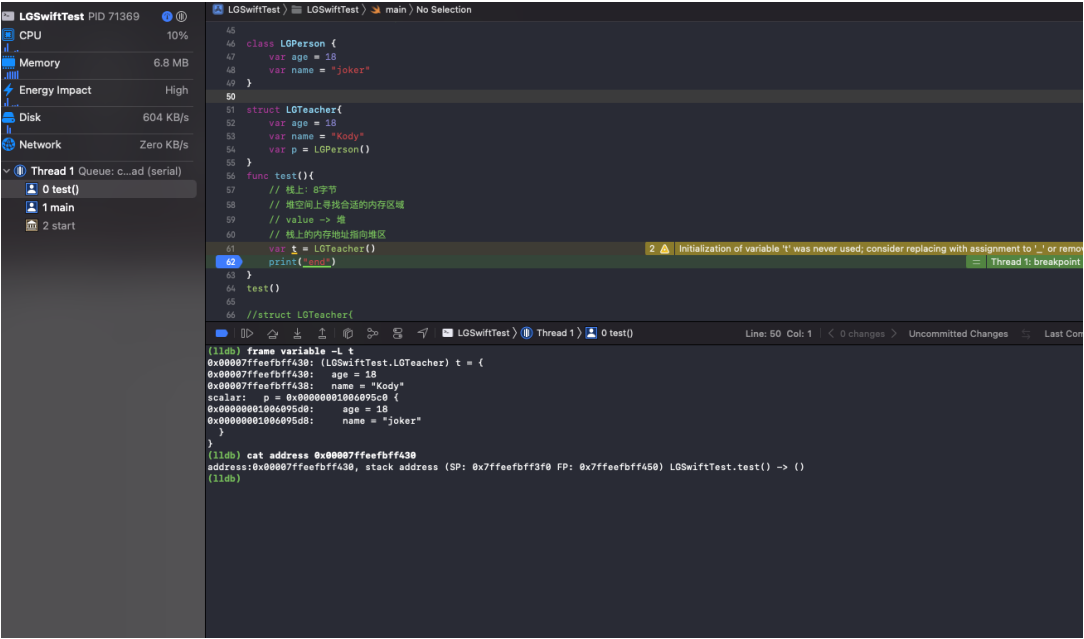 LGSwiftTest PID 71369
CPU 10%
Memory 6.8 MB
Energy Impact High
Disk 604 KB/s
Network Zero KB/s
Thread 1 Queue: c...ad (serial)
0 test()
1 main
2 start
LGSwiftTest 〉 LGSwiftTest 〉 main 〉 No Selection
45
46 class LGPerson {
47     var age = 18
48     var name = "joker"
49 }
50
51 struct LGTeacher{
52     var age = 18
53     var name = "Kody"
54     var p = LGPerson()
55 }
56 func test(){
57     // 栈上：8字节
58     // 堆空间上寻找合适的内存区域
59     // value -> 堆
60     // 栈上的内存地址指向堆区
61     var t = LGTeacher() 2 Initialization of variable 't' was never used; consider replacing with assignment to '_' or remov
62     print("end") = Thread 1: breakpoint
63 }
64 test()
65
66 //struct LGTeacher{
LGSwiftTest 〉 Thread 1 〉 0 test() Line: 50 Col: 1 0 changes Uncommitted Changes Last Com
(lldb) frame variable -L t
0x00007ffeefbff430: (LGSwiftTest.LGTeacher) t = {
0x00007ffeefbff430:   age = 18
0x00007ffeefbff438:   name = "Kody"
scalar:   p = 0x00000001006095c0 {
0x00000001006095d0:     age = 18
0x00000001006095d8:     name = "joker"
  }
}
(lldb) cat address 0x00007ffeefbff430
address:0x00007ffeefbff430, stack address (SP: 0x7ffeefbff3f0 FP: 0x7ffeefbff450) LGSwiftTest.test() -> ()
(lldb)